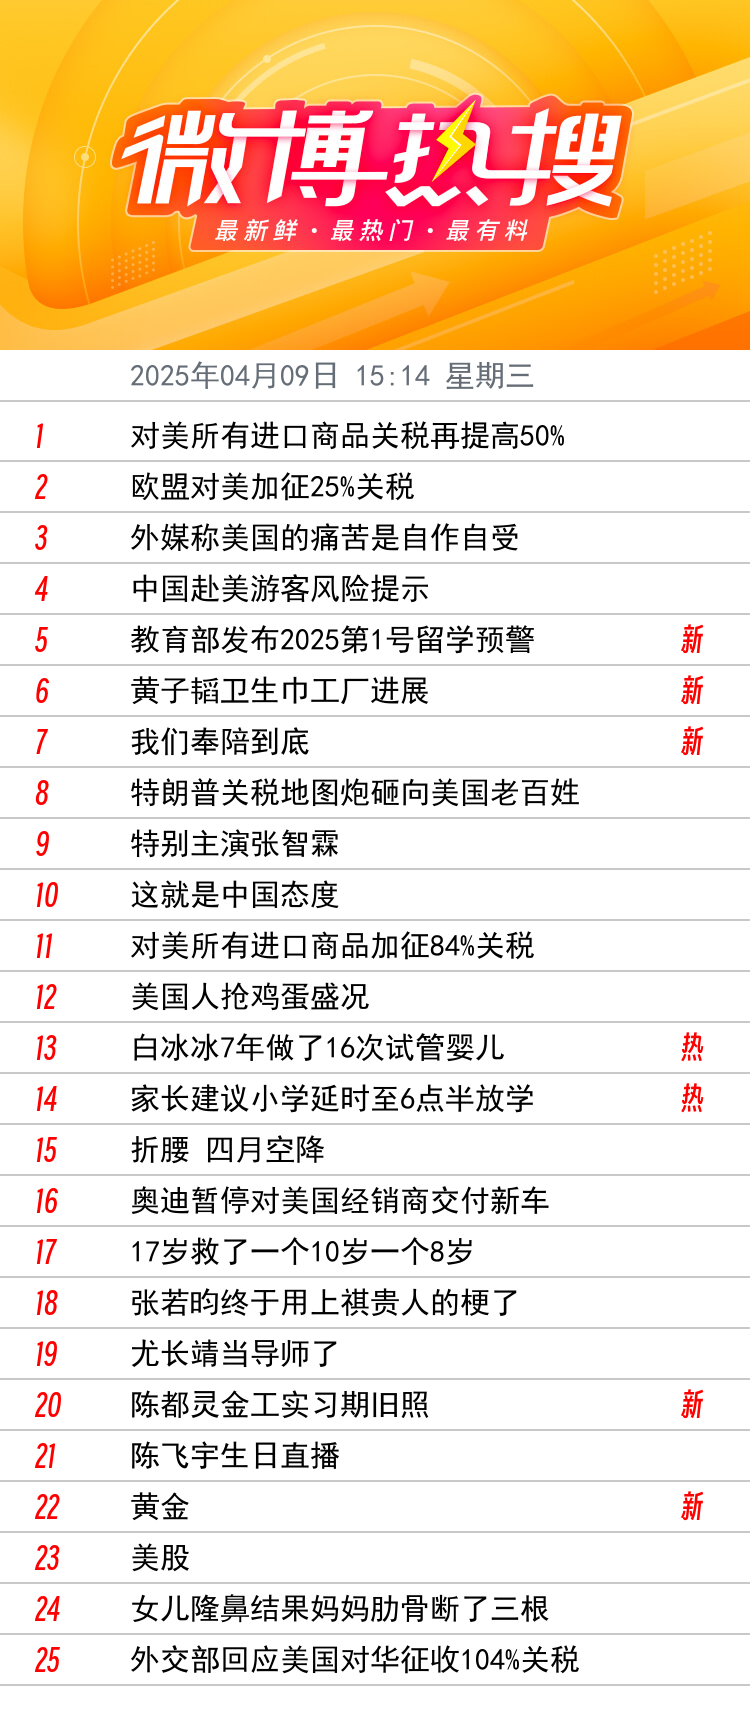 微博热搜
最新鲜·最热门·最有料
2025年04月09日 15:14 星期三
1 对美所有进口商品关税再提高50%
2 欧盟对美加征25%关税
3 外媒称美国的痛苦是自作自受
4 中国赴美游客风险提示
5 教育部发布2025第1号留学预警 新
6 黄子韬卫生巾工厂进展 新
7 我们奉陪到底 新
8 特朗普关税地图炮砸向美国老百姓
9 特别主演张智霖
10 这就是中国态度
11 对美所有进口商品加征84%关税
12 美国人抢鸡蛋盛况
13 白冰冰7年做了16次试管婴儿 热
14 家长建议小学延时至6点半放学 热
15 折腰 四月空降
16 奥迪暂停对美国经销商交付新车
17 17岁救了一个10岁一个8岁
18 张若昀终于用上祺贵人的梗了
19 尤长靖当导师了
20 陈都灵金工实习期旧照 新
21 陈飞宇生日直播
22 黄金 新
23 美股
24 女儿隆鼻结果妈妈肋骨断了三根
25 外交部回应美国对华征收104%关税